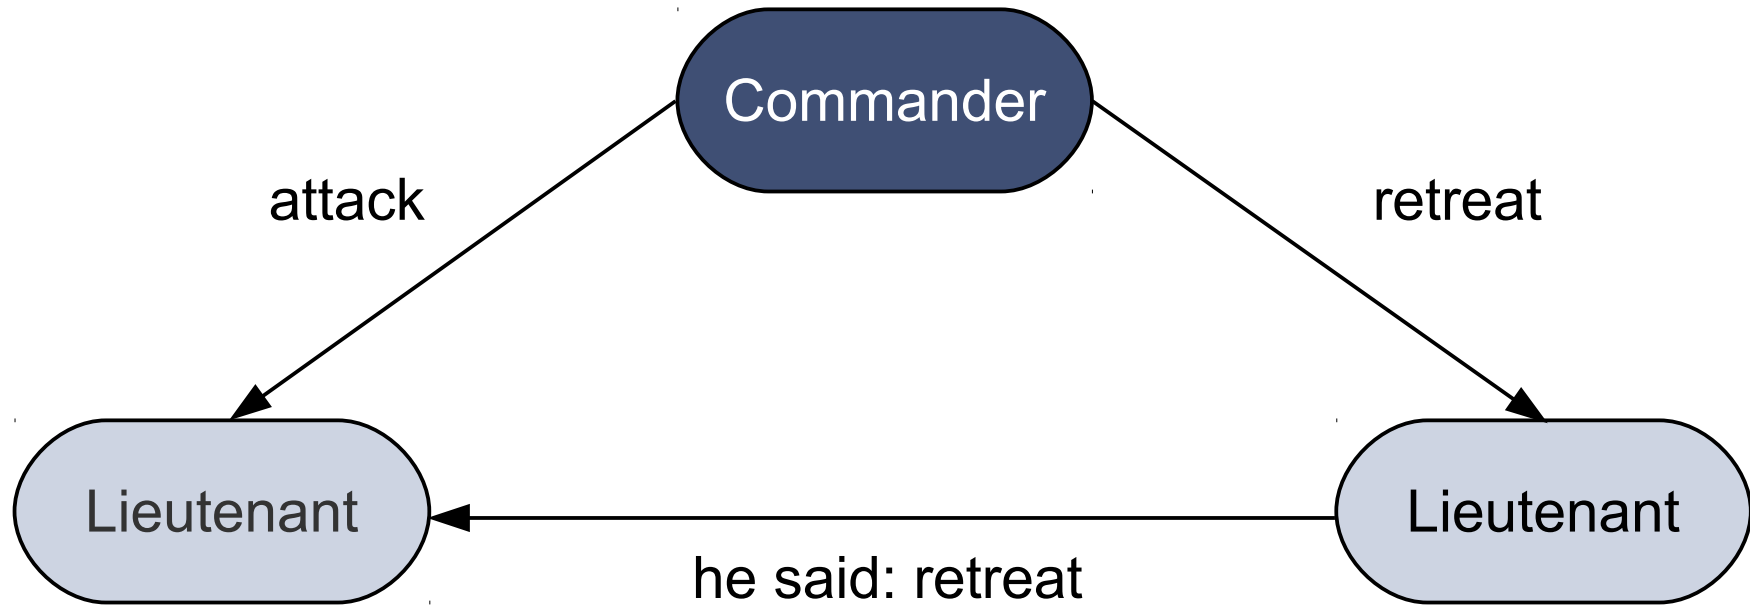 Commander
attack
retreat
Lieutenant
Lieutenant
he said: retreat